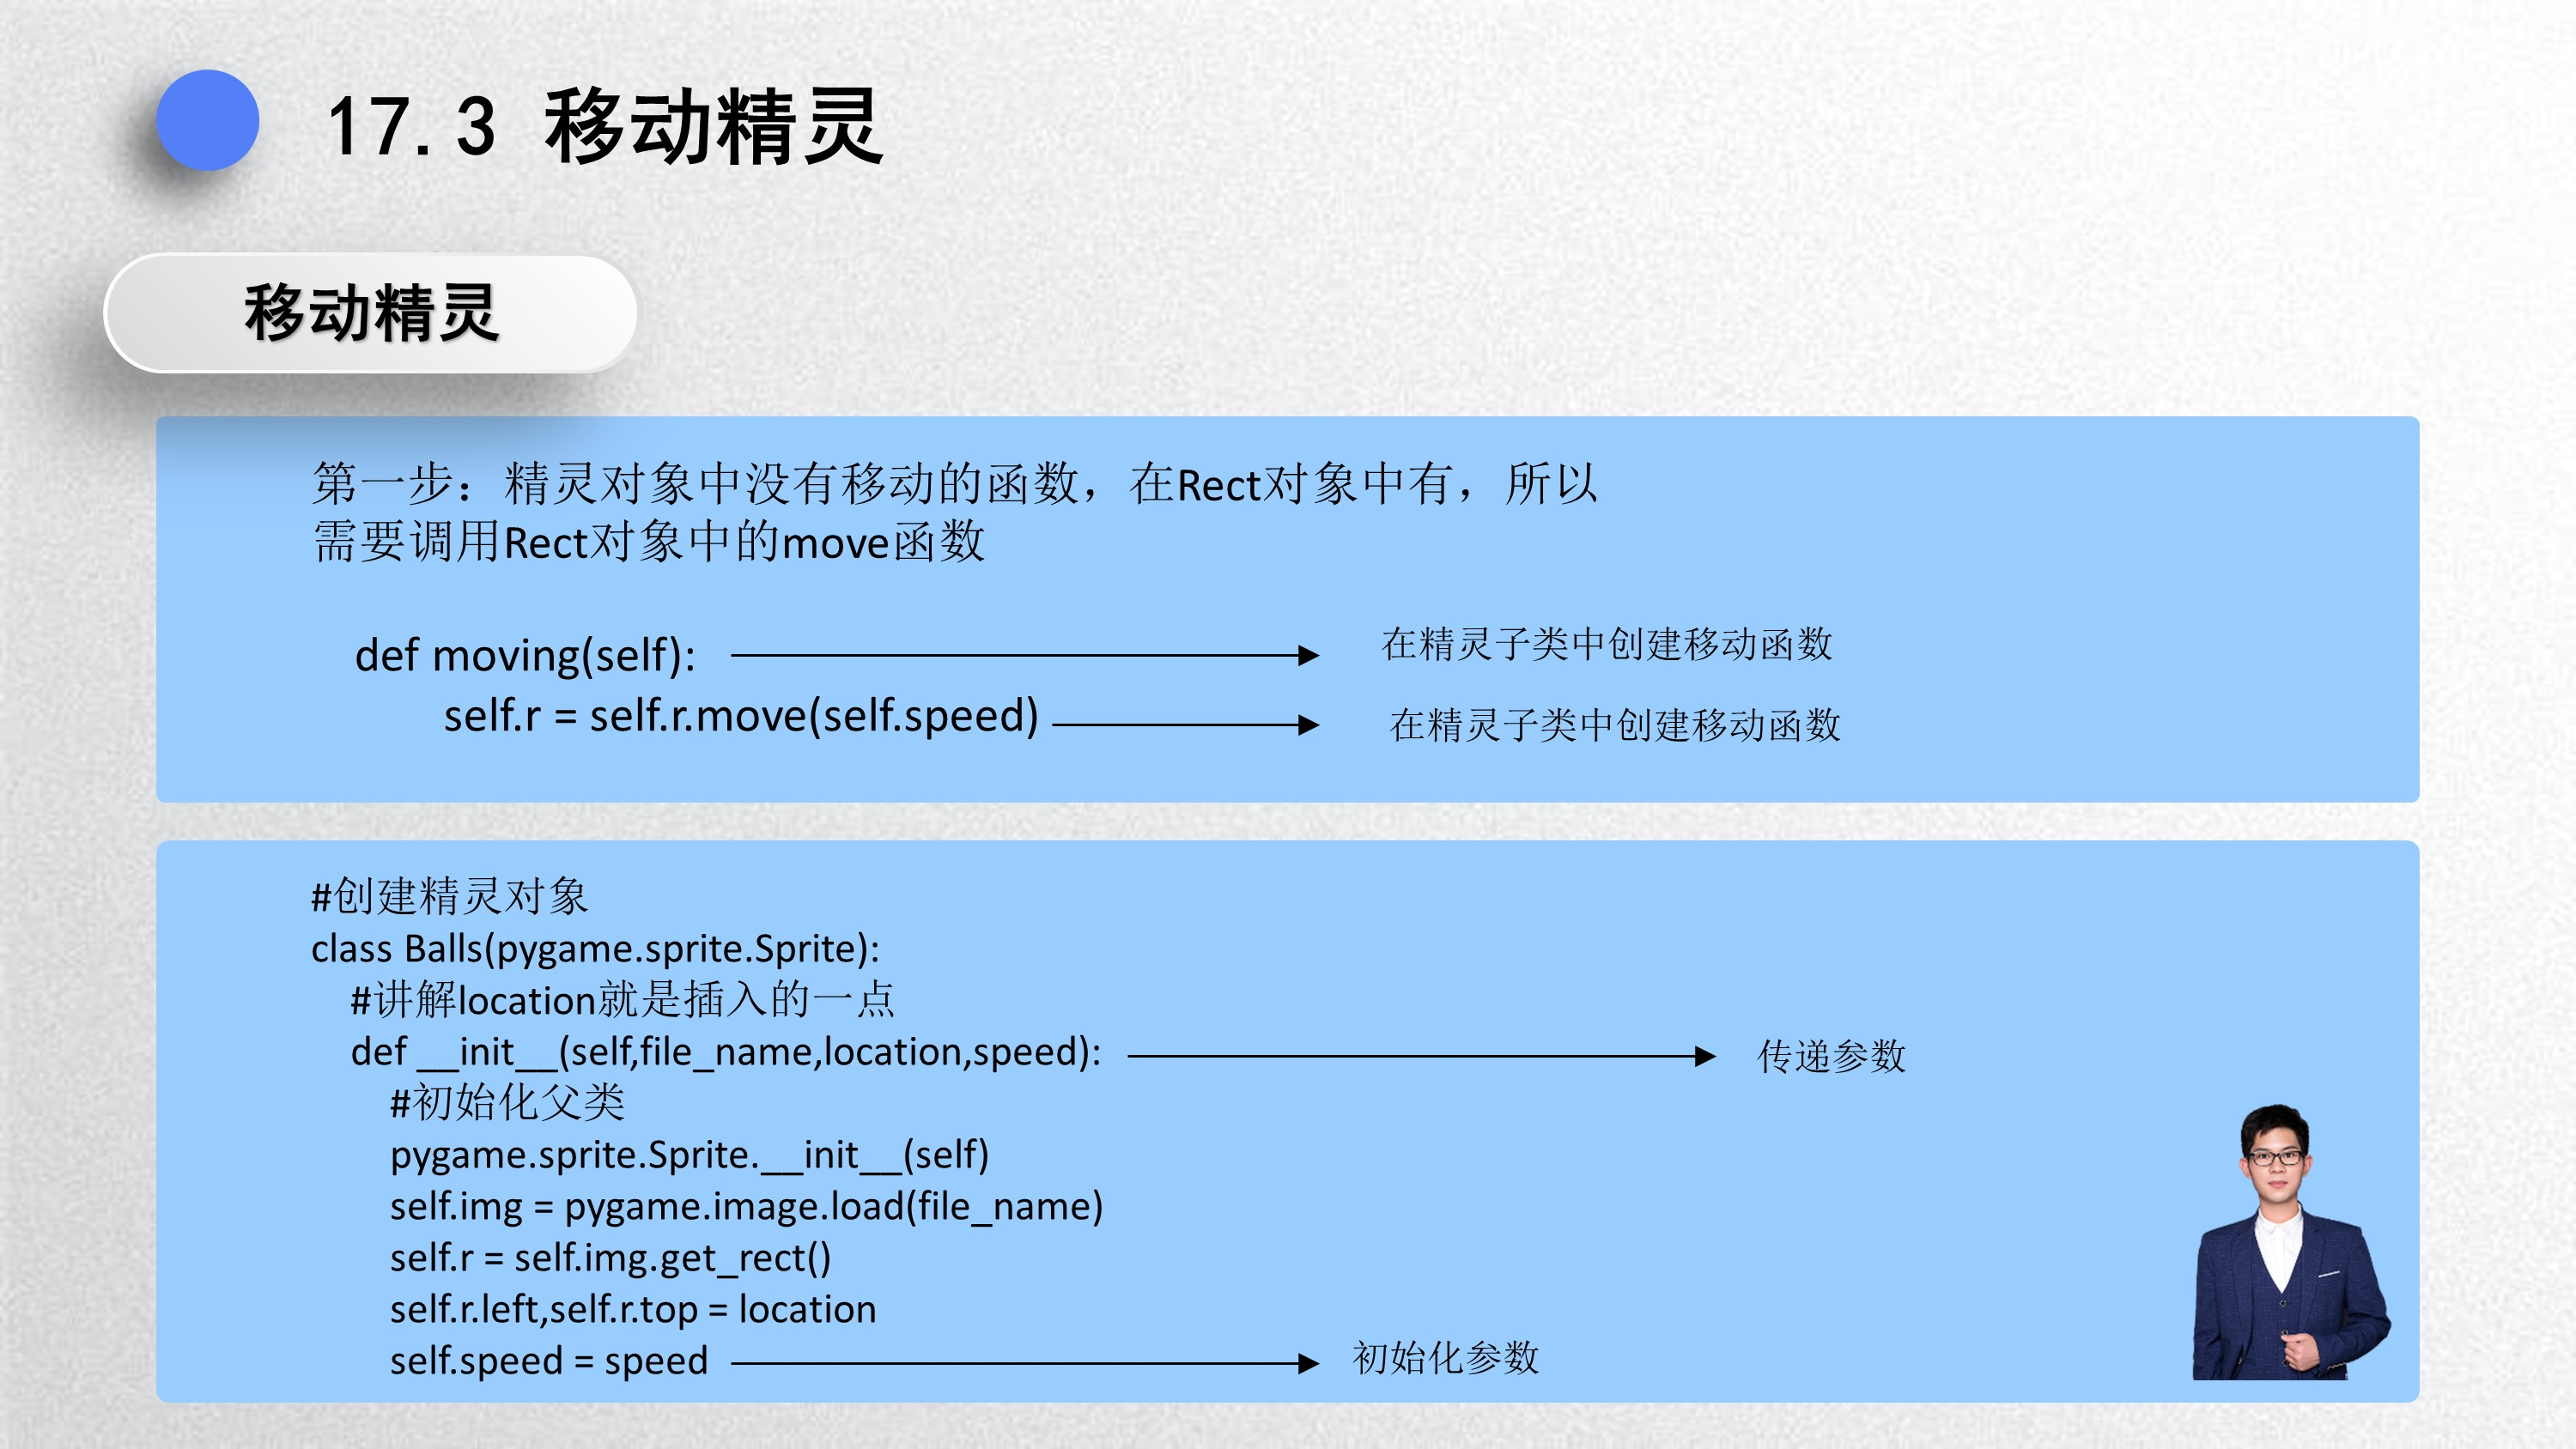 17.3 移动精灵
移动精灵
第一步：精灵对象中没有移动的函数，在Rect对象中有，所以
需要调用Rect对象中的move函数
def moving(self):
在精灵子类中创建移动函数
self.r = self.r.move(self.speed)
在精灵子类中创建移动函数
#创建精灵对象
class Balls(pygame.sprite.Sprite):
#讲解location就是插入的一点
def __init__(self,file_name,location,speed):
传递参数
#初始化父类
pygame.sprite.Sprite.__init__(self)
self.img = pygame.image.load(file_name)
self.r = self.img.get_rect()
self.r.left,self.r.top = location
self.speed = speed
初始化参数